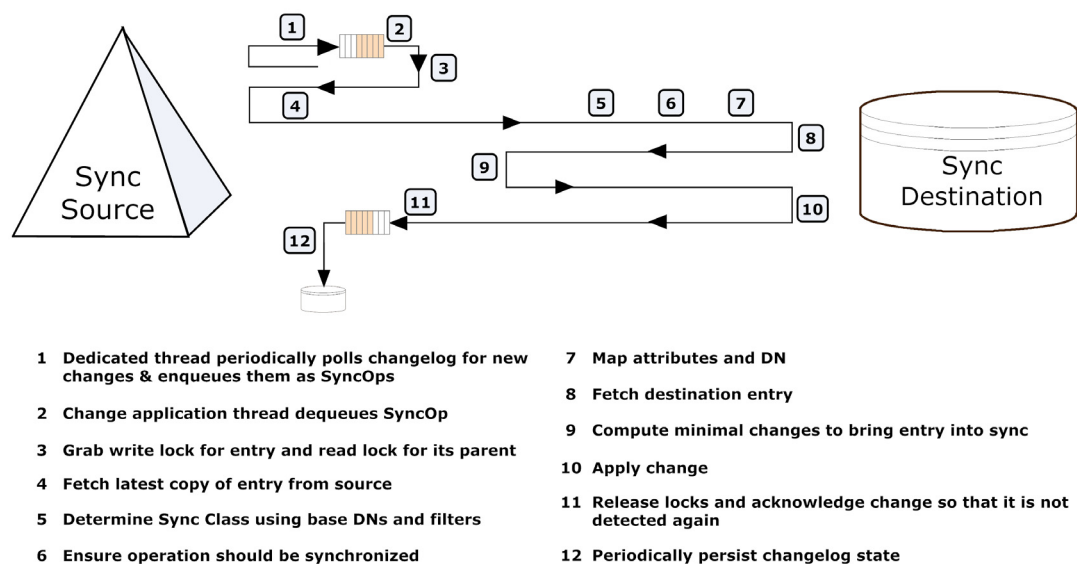 1
2
3
4
5
6
7
8
9
10
11
12
Sync
Source
Sync
Destination
1 Dedicated thread periodically polls changelog for new
changes & enqueues them as SyncOps
2 Change application thread dequeues SyncOp
3 Grab write lock for entry and read lock for its parent
4 Fetch latest copy of entry from source
5 Determine Sync Class using base DNs and filters
6 Ensure operation should be synchronized
7 Map attributes and DN
8 Fetch destination entry
9 Compute minimal changes to bring entry into sync
10 Apply change
11 Release locks and acknowledge change so that it is not
detected again
12 Periodically persist changelog state